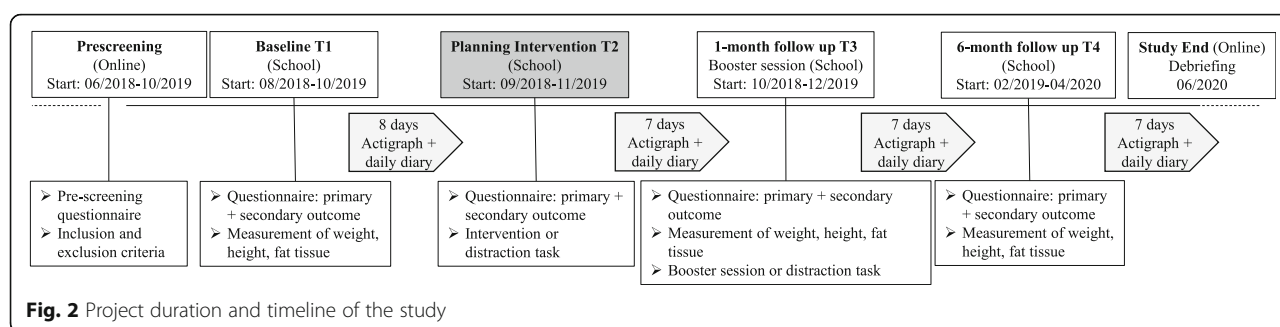 Prescreening
(Online)
Start: 06/2018-10/2019
Baseline T1
(School)
Start: 08/2018-10/2019
Planning Intervention T2
(School)
Start: 09/2018-11/2019
1-month follow up T3
Booster session (School)
Start: 10/2018-12/2019
6-month follow up T4
(School)
Start: 02/2019-04/2020
Study End (Online)
Debriefing
06/2020
8 days
Actigraph +
daily diary
7 days
Actigraph +
daily diary
7 days
Actigraph +
daily diary
7 days
Actigraph +
daily diary
➢ Pre-screening
questionnaire
➢ Inclusion and
exclusion criteria
➢ Questionnaire: primary
+ secondary outcome
➢ Measurement of weight,
height, fat tissue
➢ Questionnaire: primary +
secondary outcome
➢ Intervention or
distraction task
➢ Questionnaire: primary + secondary
outcome
➢ Measurement of weight, height, fat
tissue
➢ Booster session or distraction task
➢ Questionnaire: primary
+ secondary outcome
➢ Measurement of weight,
height, fat tissue
Fig. 2 Project duration and timeline of the study